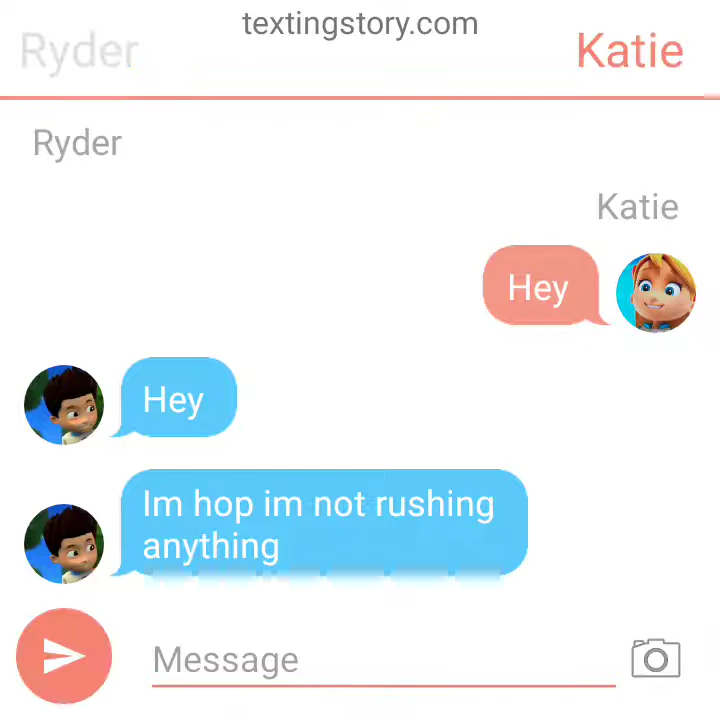 textingstory.com
Ryder
Katie
Ryder
Katie
Hey
Hey
Im hop im not rushing
anything
Message